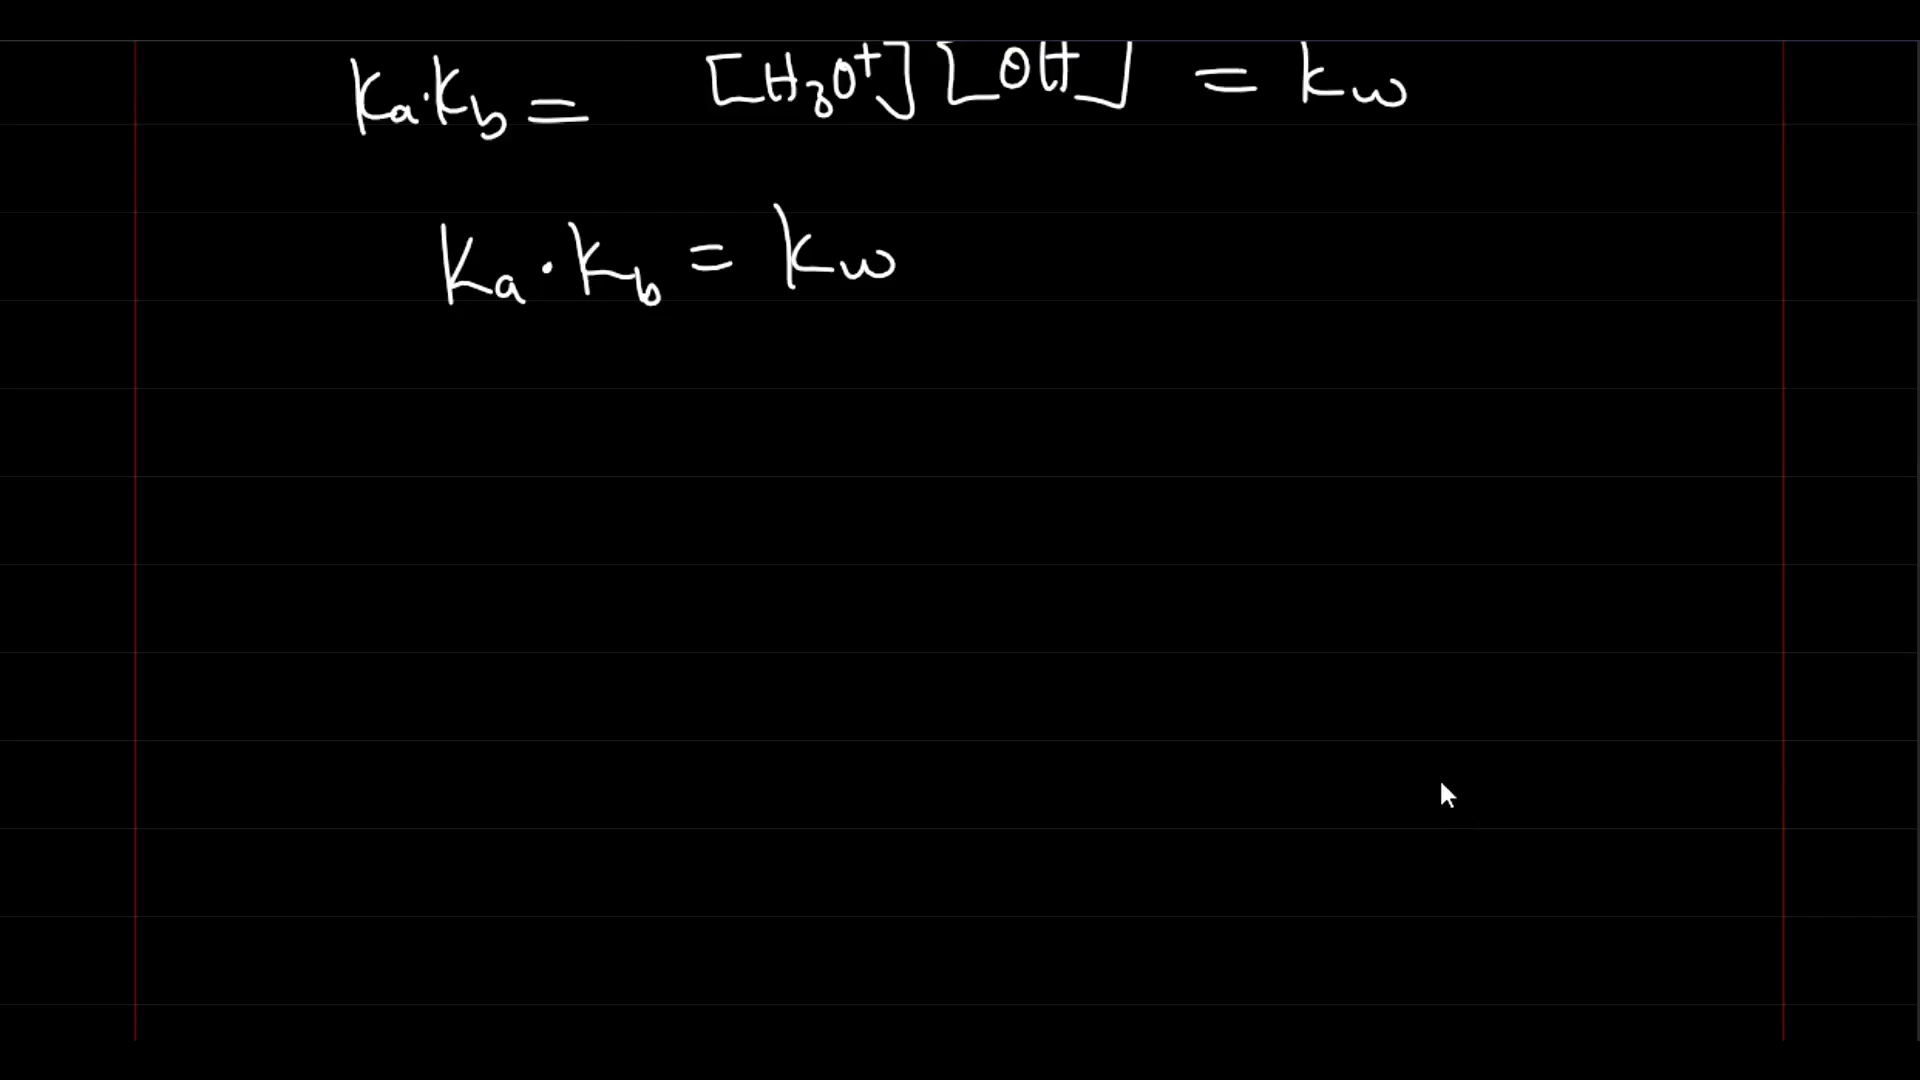 Ka·Kb = [H₃O⁺][OH] = Kw
Ka·Kb = Kw